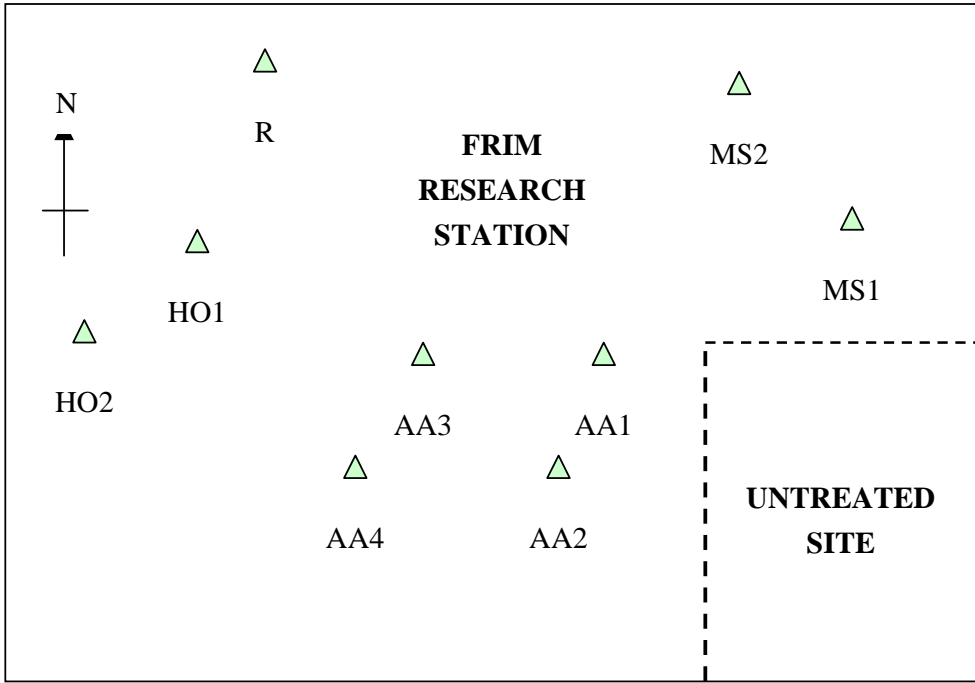 N
R
FRIM
RESEARCH
STATION
MS2
MS1
HO1
HO2
AA3
AA1
AA4
AA2
UNTREATED
SITE